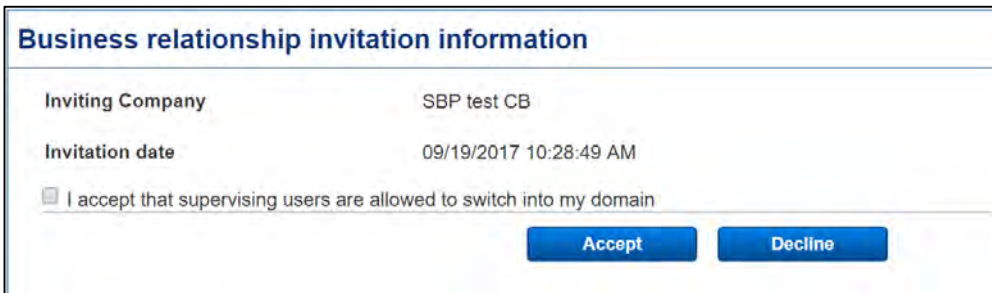 Business relationship invitation information
Inviting Company SBP test CB
Invitation date 09/19/2017 10:28:49 AM
I accept that supervising users are allowed to switch into my domain
Accept Decline